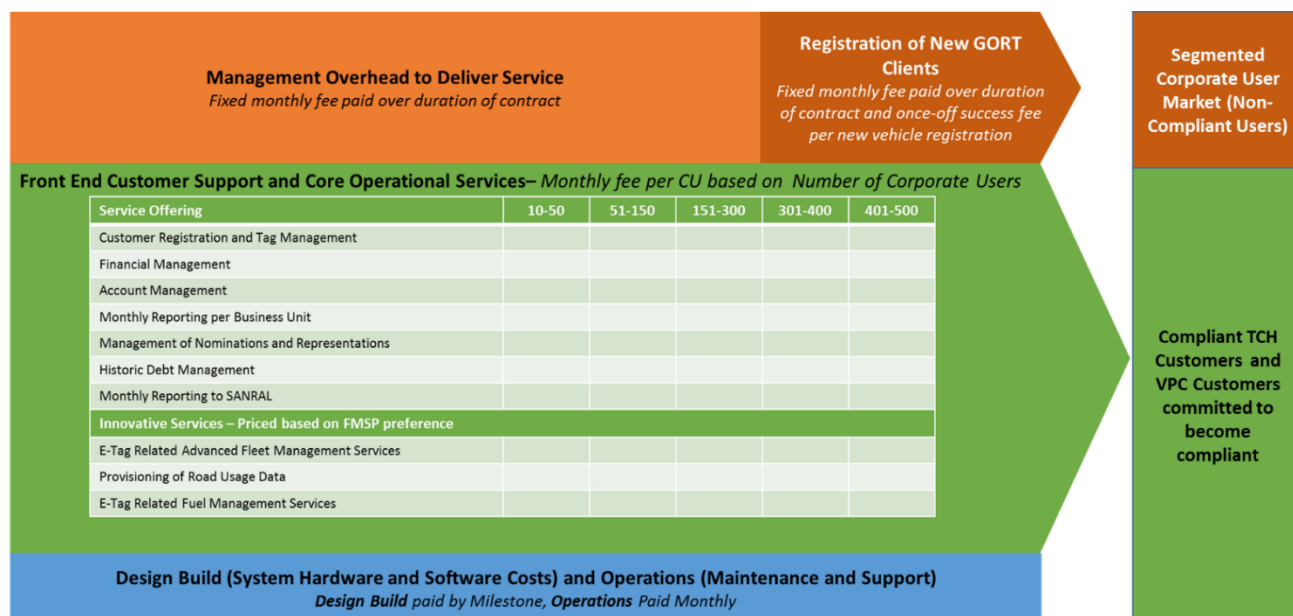 Management Overhead to Deliver Service
Fixed monthly fee paid over duration of contract
Registration of New GORT
Clients
Fixed monthly fee paid over duration
of contract and once-off success fee
per new vehicle registration
Segmented
Corporate User
Market (Non-
Compliant Users)
Front End Customer Support and Core Operational Services– Monthly fee per CU based on Number of Corporate Users
Service Offering 10-50 51-150 151-300 301-400 401-500
Customer Registration and Tag Management
Financial Management
Account Management
Monthly Reporting per Business Unit
Management of Nominations and Representations
Historic Debt Management
Monthly Reporting to SANRAL
Innovative Services – Priced based on FMSP preference
E-Tag Related Advanced Fleet Management Services
Provisioning of Road Usage Data
E-Tag Related Fuel Management Services
Compliant TCH
Customers and
VPC Customers
committed to
become
compliant
Design Build (System Hardware and Software Costs) and Operations (Maintenance and Support)
Design Build paid by Milestone, Operations Paid Monthly